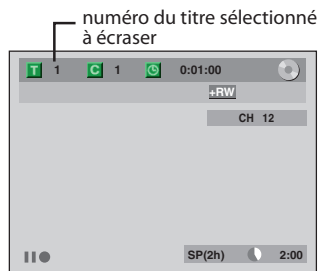 numéro du titre sélectionné
à écraser
T 1 C 1 0:01:00
+RW
CH 12
SP(2h) 2:00